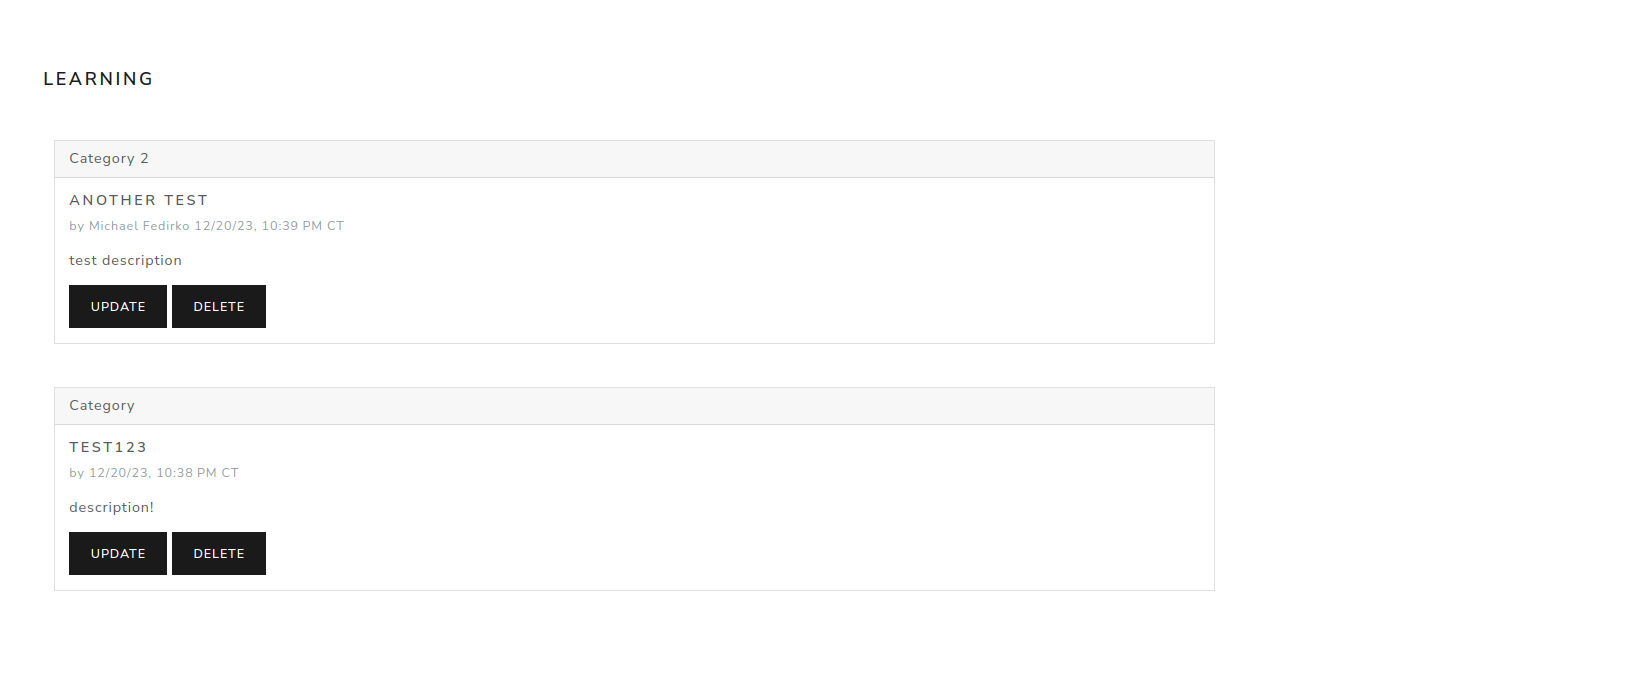 LEARNING
Category 2
ANOTHER TEST
by Michael Fedirko 12/20/23, 10:39 PM CT
test description
UPDATE DELETE
Category
TEST123
by 12/20/23, 10:38 PM CT
description!
UPDATE DELETE